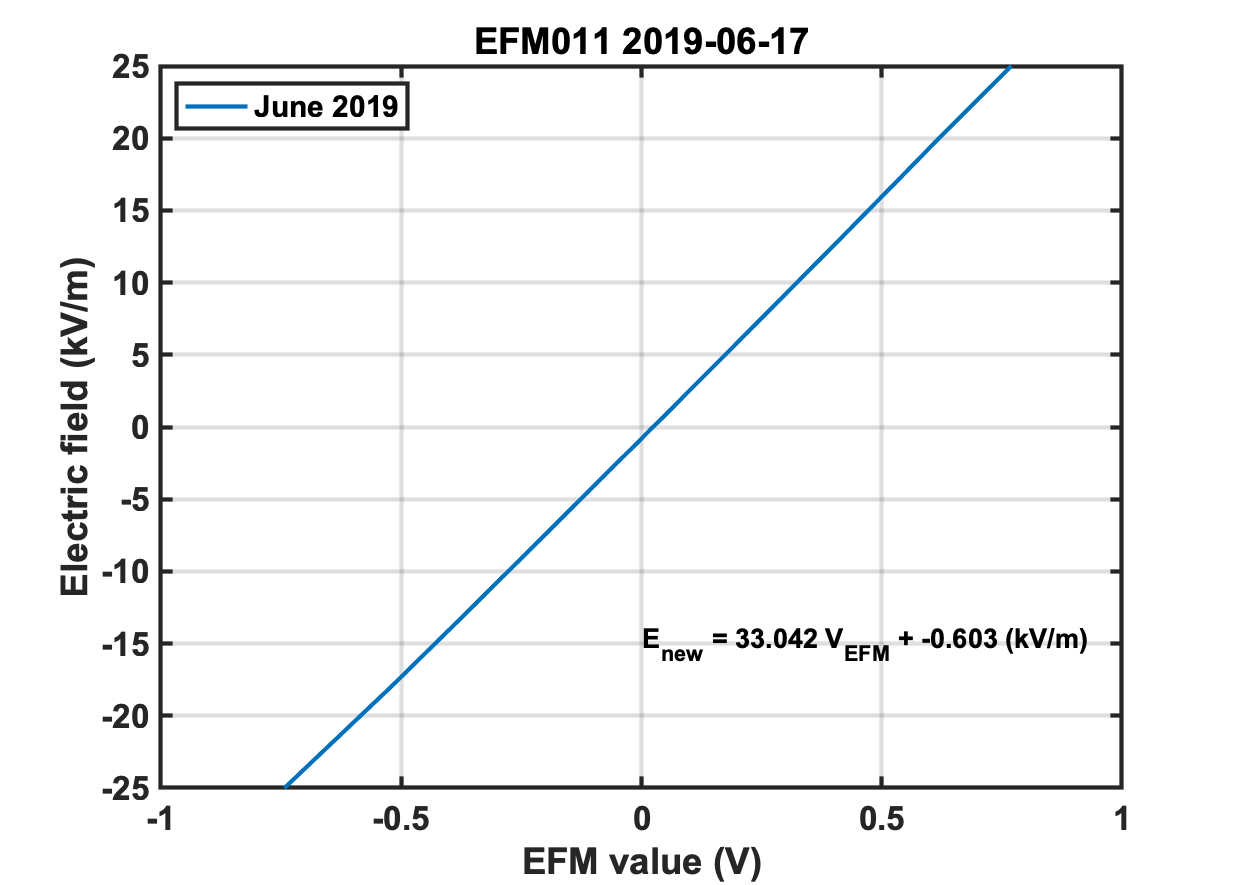 EFM011 2019-06-17
June 2019
Electric field (kV/m)
25
20
15
10
5
0
-5
-10
-15
-20
-25
E_new = 33.042 V_EFM + -0.603 (kV/m)
-1 -0.5 0 0.5 1
EFM value (V)